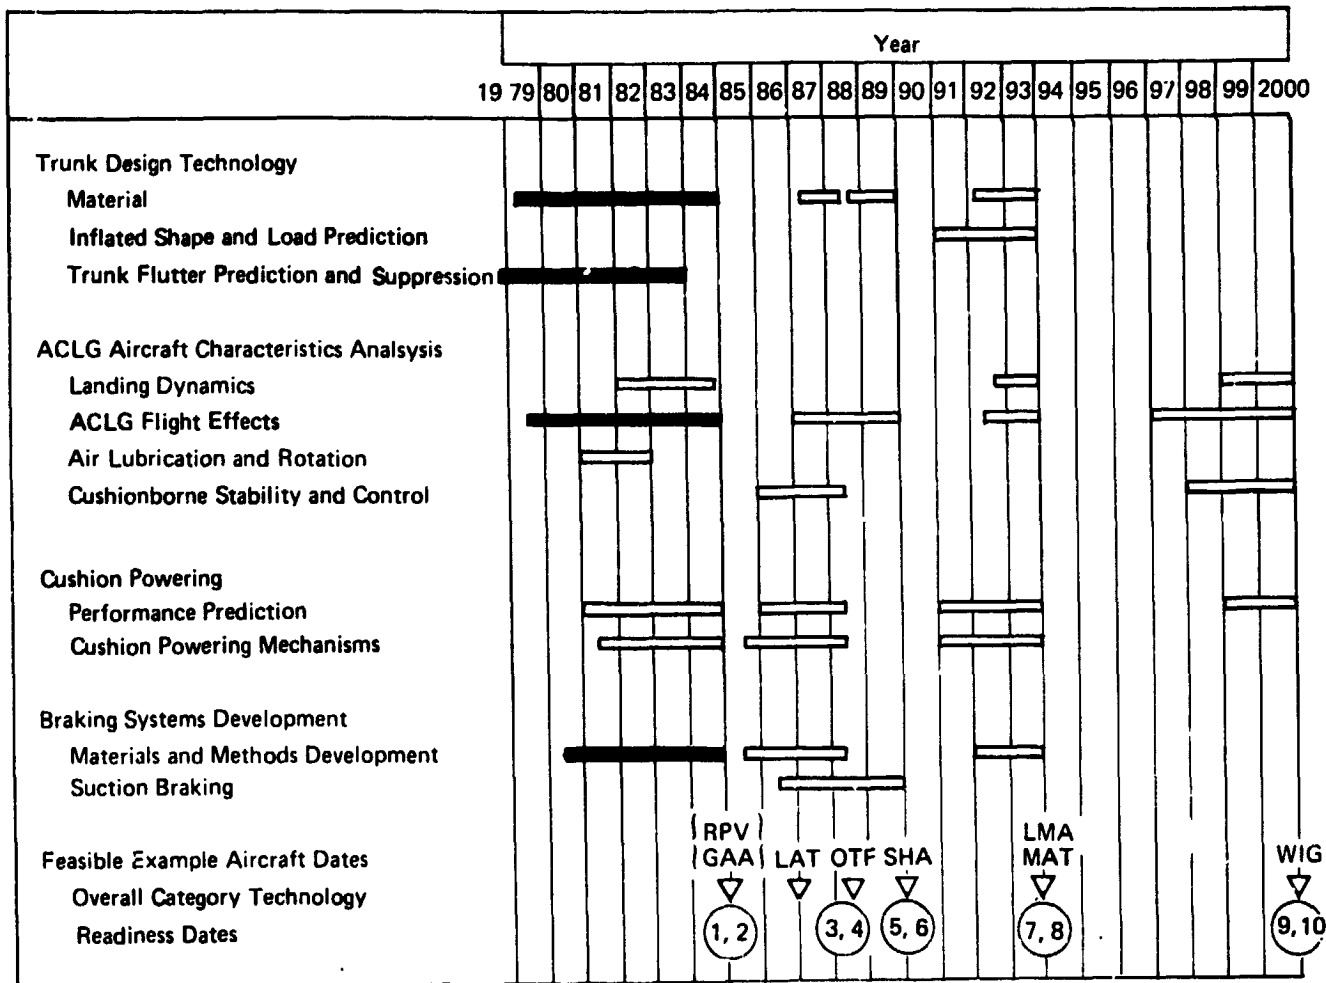 Year
19 79 80 81 82 83 84 85 86 87 88 89 90 91 92 93 94 95 96 97 98 99 2000
Trunk Design Technology
Material
Inflated Shape and Load Prediction
Trunk Flutter Prediction and Suppression
ACLG Aircraft Characteristics Analsysis
Landing Dynamics
ACLG Flight Effects
Air Lubrication and Rotation
Cushionborne Stability and Control
Cushion Powering
Performance Prediction
Cushion Powering Mechanisms
Braking Systems Development
Materials and Methods Development
Suction Braking
RPV LMA
Feasible Example Aircraft Dates GAA LAT OTF SHA MAT WIG
Overall Category Technology
Readiness Dates 1, 2 3, 4 5, 6 7, 8 9, 10